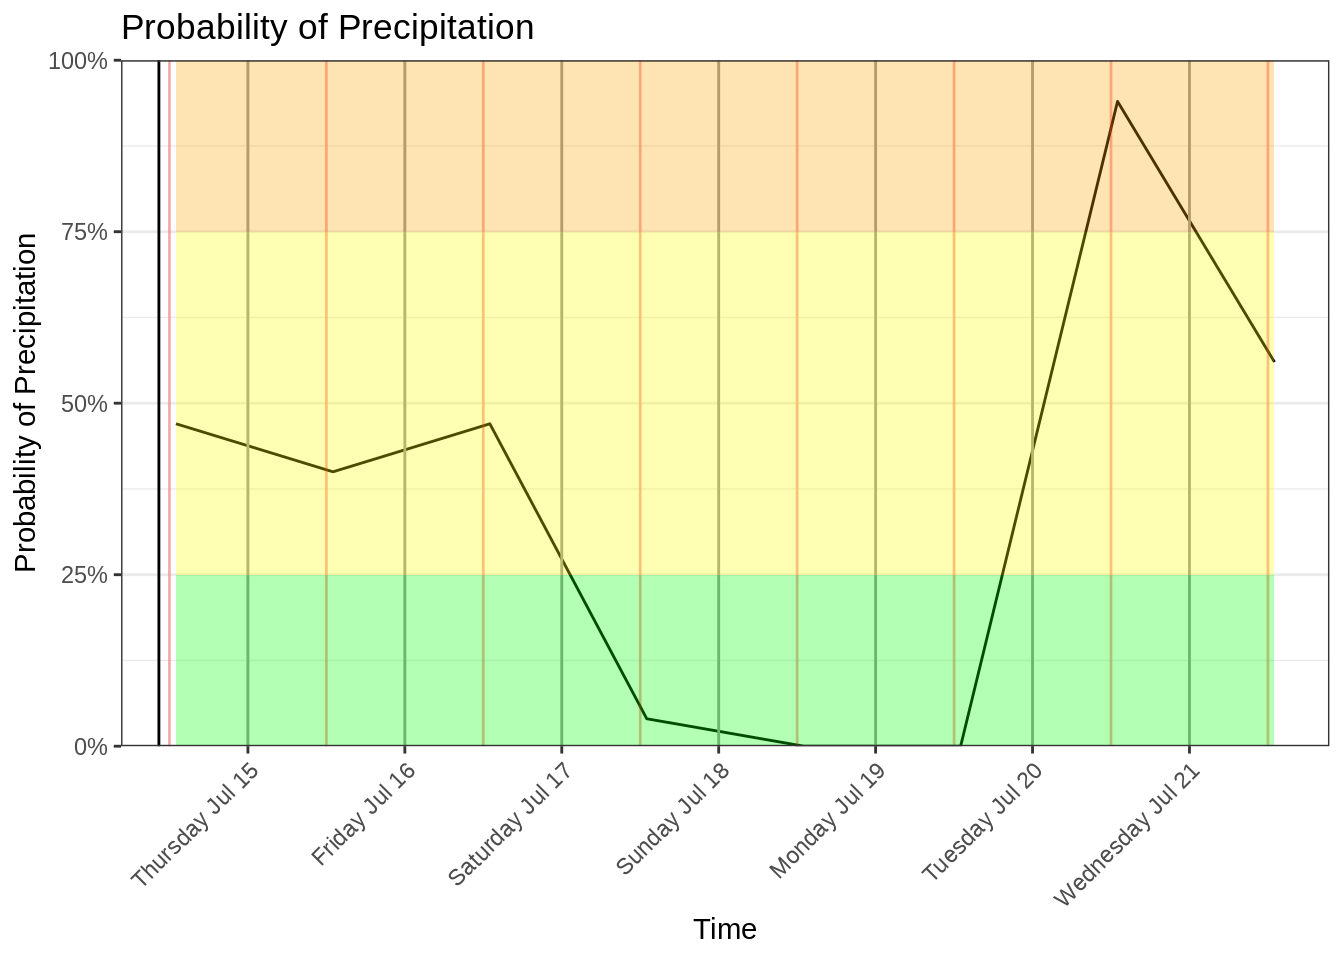 Probability of Precipitation
Probability of Precipitation
100%
75%
50%
25%
0%
Thursday Jul 15
Friday Jul 16
Saturday Jul 17
Sunday Jul 18
Monday Jul 19
Tuesday Jul 20
Wednesday Jul 21
Time